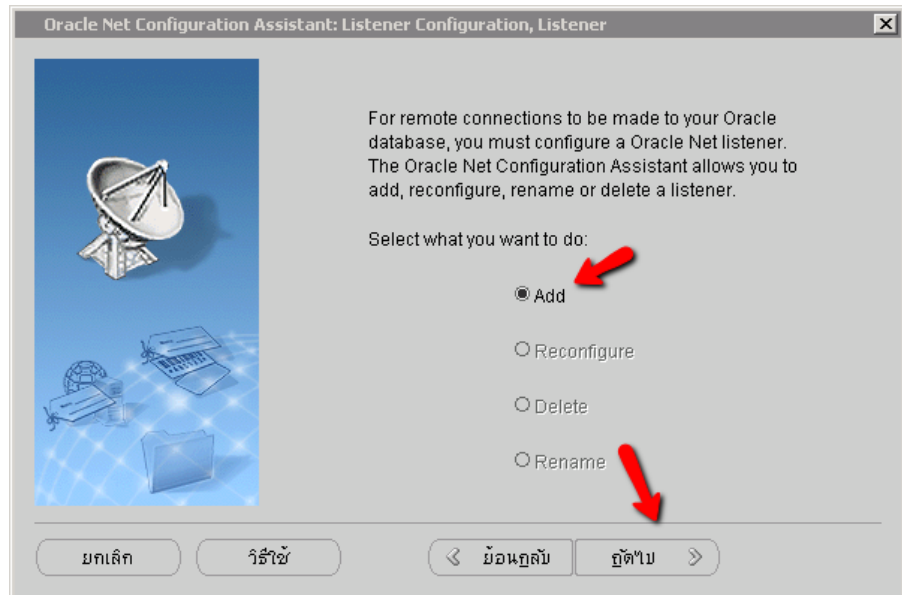 Oracle Net Configuration Assistant: Listener Configuration, Listener
For remote connections to be made to your Oracle
database, you must configure a Oracle Net listener.
The Oracle Net Configuration Assistant allows you to
add, reconfigure, rename or delete a listener.
Select what you want to do:
Add
Reconfigure
Delete
Rename
ยกเลิก
วิธีใช้
ย้อนกลับ
ถัดไป